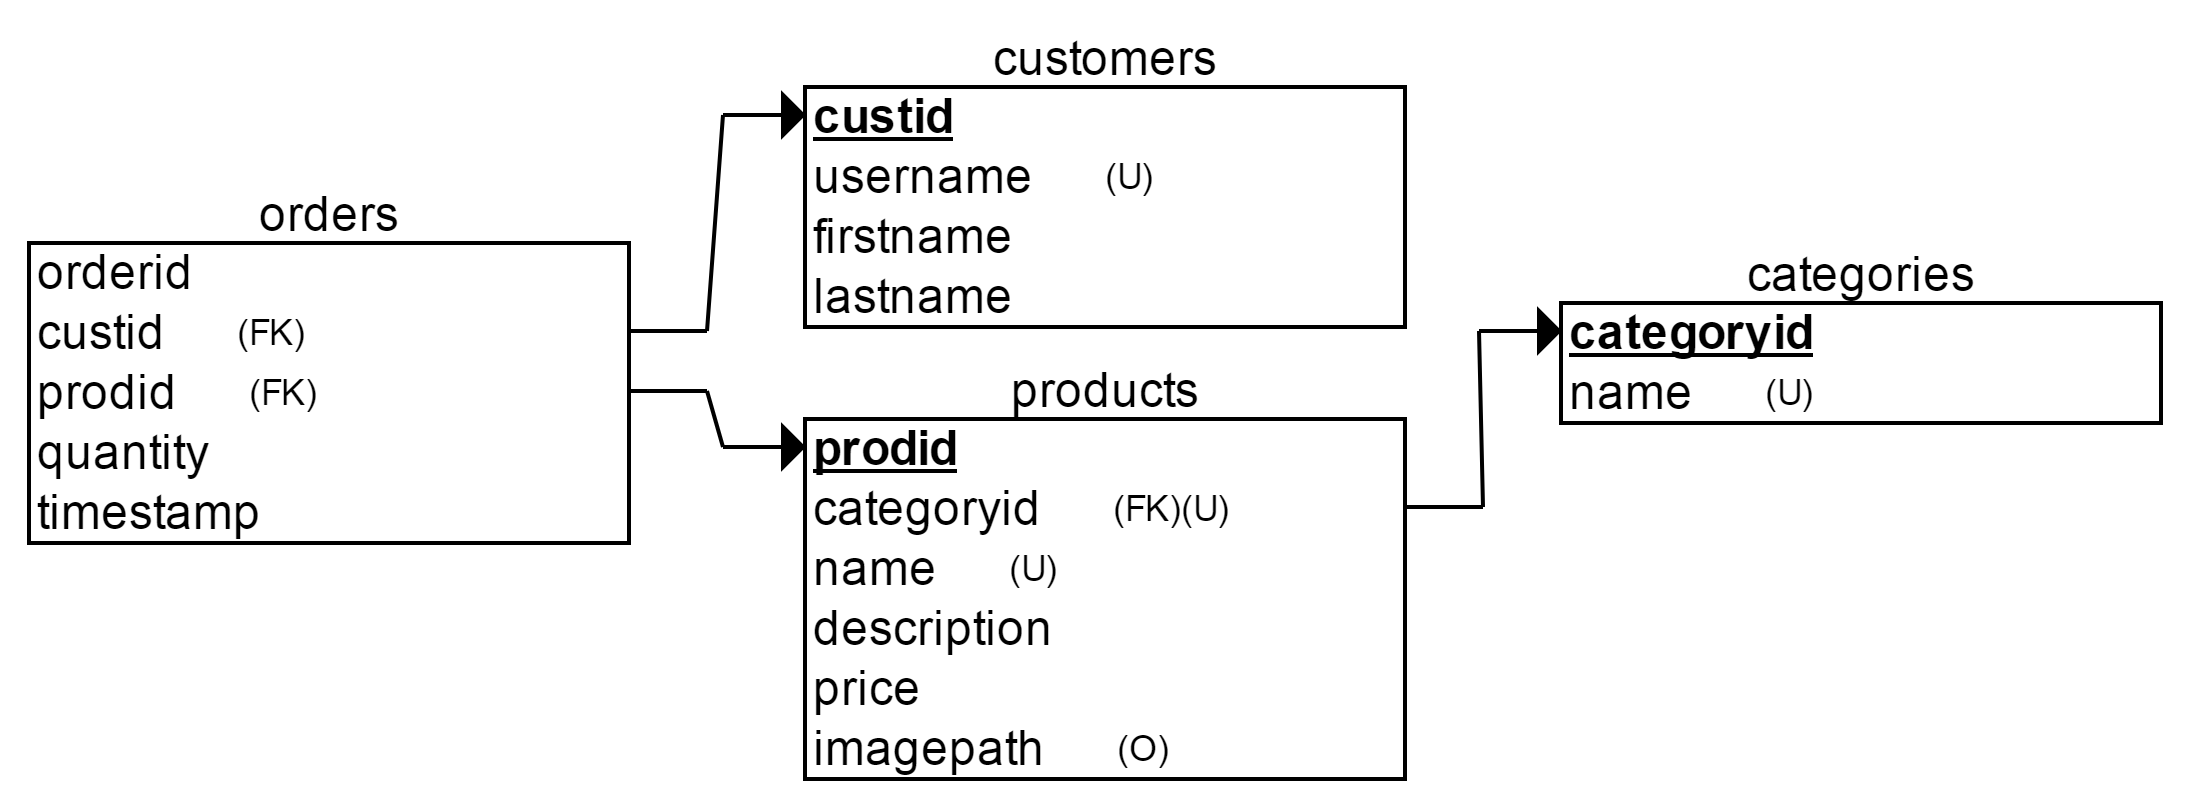 orders
orderid
custid (FK)
prodid (FK)
quantity
timestamp
customers
custid
username (U)
firstname
lastname
products
prodid
categoryid (FK)(U)
name (U)
description
price
imagepath (O)
categories
categoryid
name (U)